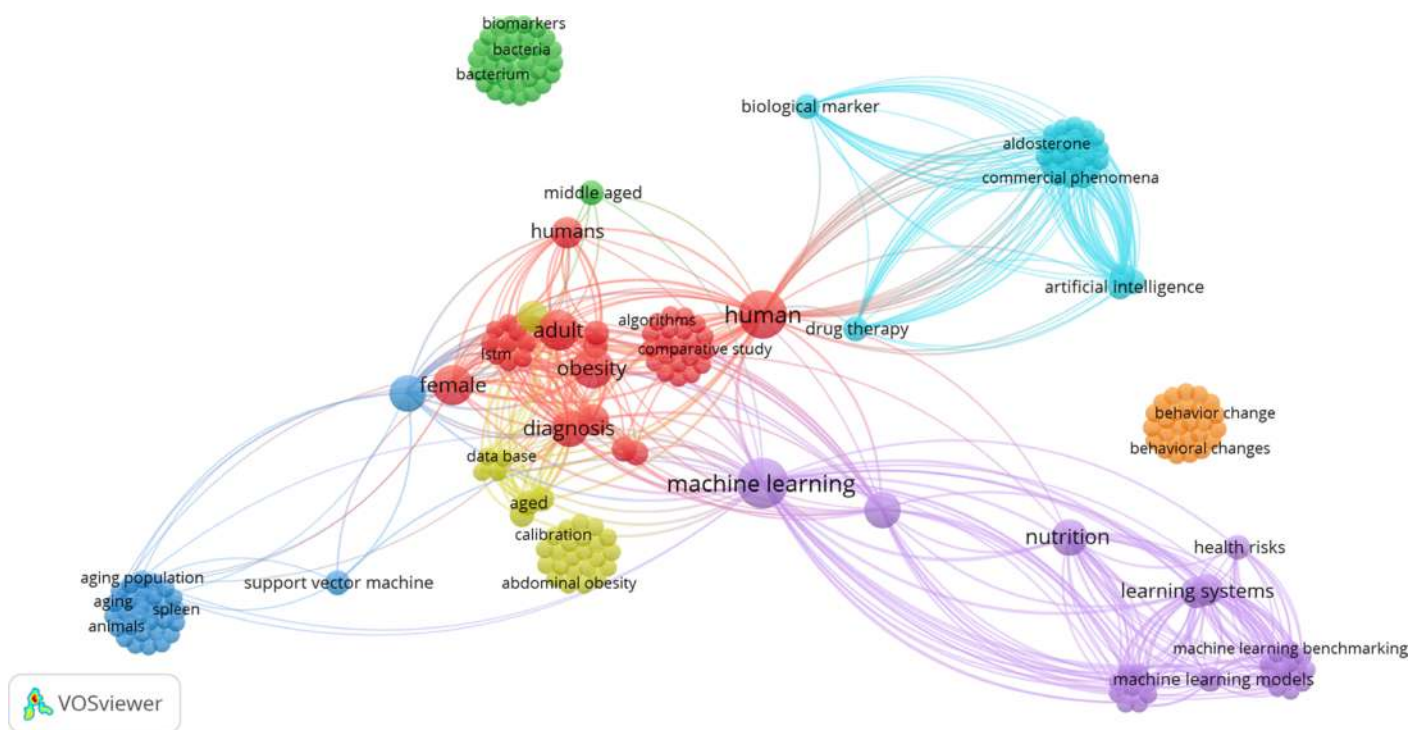 biomarkers
bacteria
bacterium
biological marker
aldosterone
commercial phenomena
middle aged
humans
artificial intelligence
human
algorithms
adult
drug therapy
lstm
comparative study
obesity
female
behavior change
diagnosis
behavioral changes
data base
machine learning
aged
calibration
nutrition
health risks
abdominal obesity
support vector machine
aging population
learning systems
aging
spleen
animals
machine learning benchmarking
machine learning models
VOSviewer